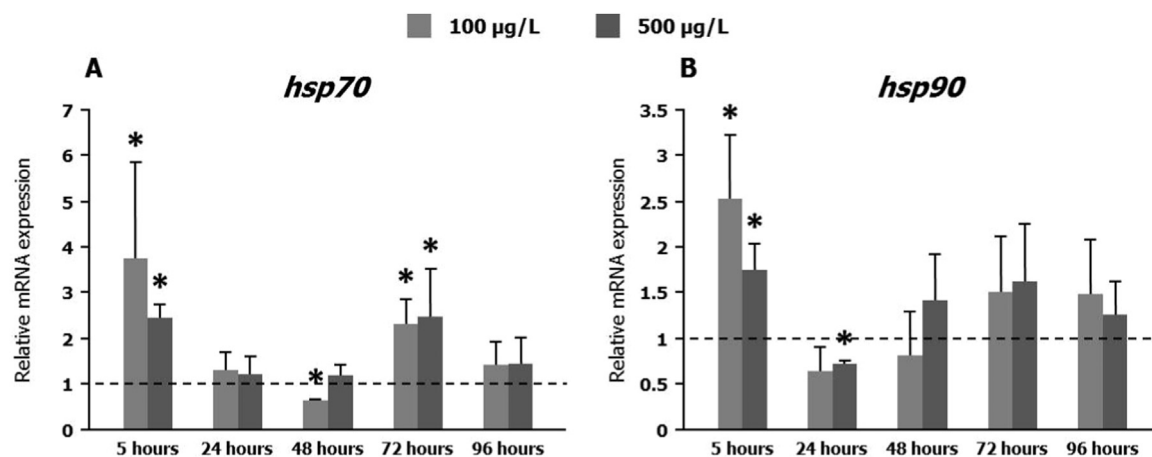 100 µg/L 500 µg/L
A
hsp70
Relative mRNA expression
7
6
5
4
3
2
1
0
* * * * *
5 hours 24 hours 48 hours 72 hours 96 hours
B
hsp90
Relative mRNA expression
3.5
3
2.5
2
1.5
1
0.5
0
* * *
5 hours 24 hours 48 hours 72 hours 96 hours